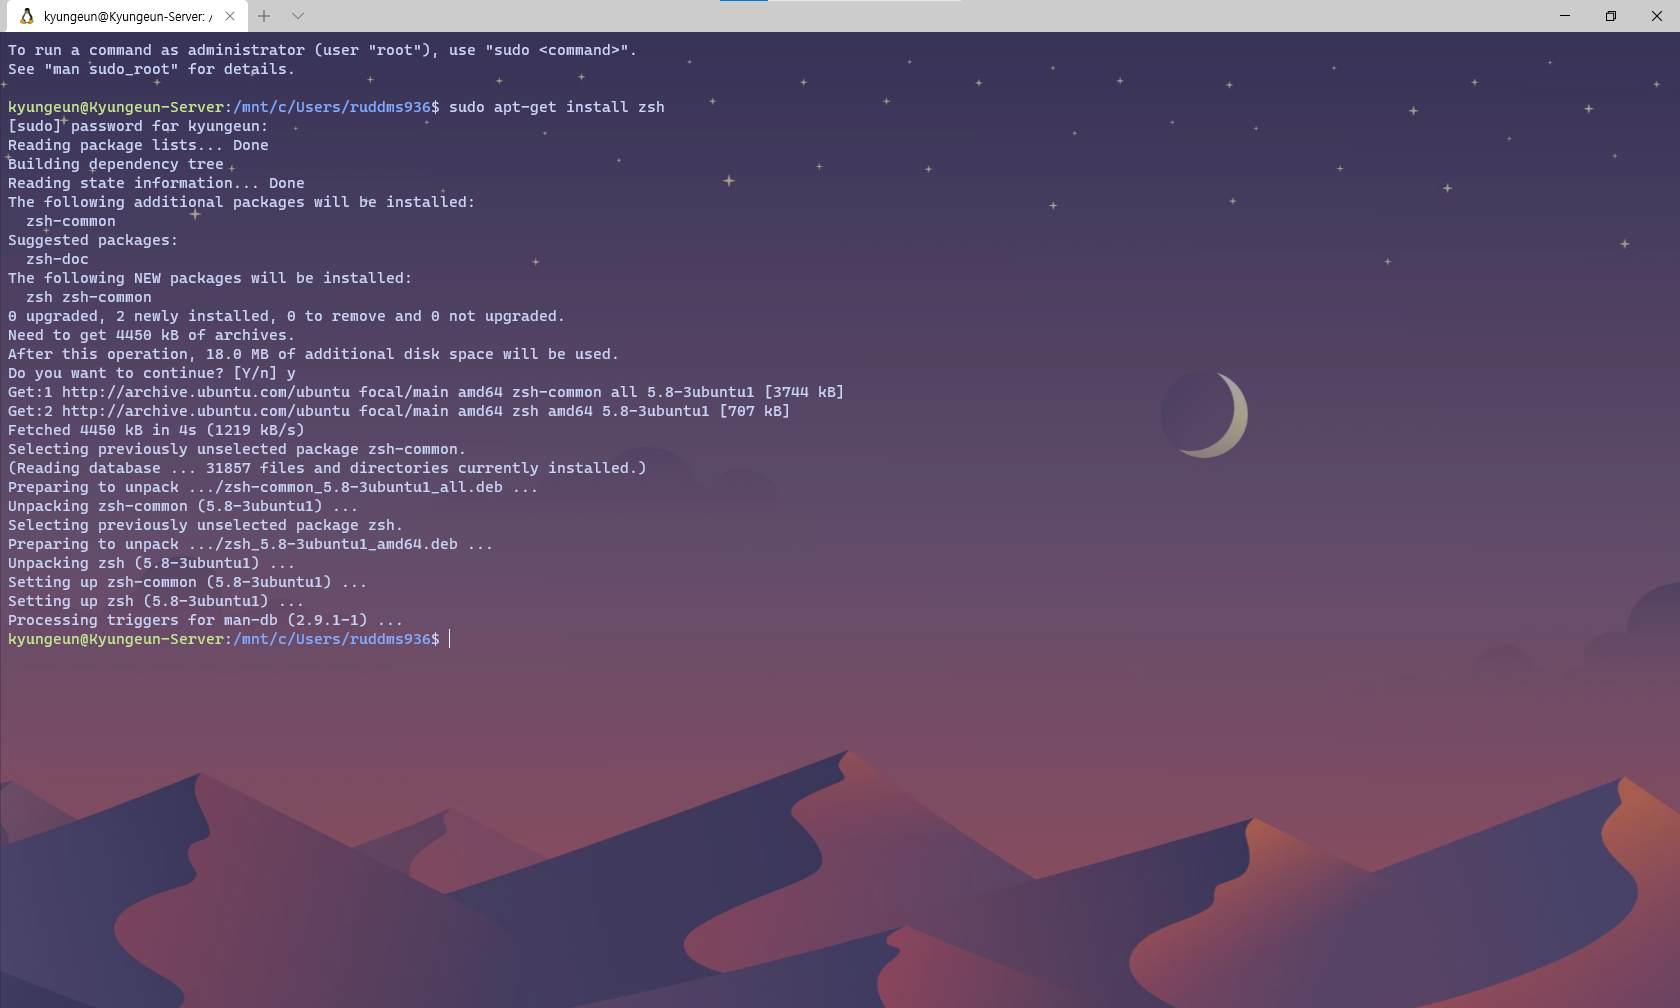 kyungeun@Kyungeun-Server: /
To run a command as administrator (user "root"), use "sudo <command>".
See "man sudo_root" for details.
kyungeun@Kyungeun-Server:/mnt/c/Users/ruddms936$ sudo apt-get install zsh
[sudo] password for kyungeun:
Reading package lists... Done
Building dependency tree
Reading state information... Done
The following additional packages will be installed:
  zsh-common
Suggested packages:
  zsh-doc
The following NEW packages will be installed:
  zsh zsh-common
0 upgraded, 2 newly installed, 0 to remove and 0 not upgraded.
Need to get 4450 kB of archives.
After this operation, 18.0 MB of additional disk space will be used.
Do you want to continue? [Y/n] y
Get:1 http://archive.ubuntu.com/ubuntu focal/main amd64 zsh-common all 5.8-3ubuntu1 [3744 kB]
Get:2 http://archive.ubuntu.com/ubuntu focal/main amd64 zsh amd64 5.8-3ubuntu1 [707 kB]
Fetched 4450 kB in 4s (1219 kB/s)
Selecting previously unselected package zsh-common.
(Reading database ... 31857 files and directories currently installed.)
Preparing to unpack .../zsh-common_5.8-3ubuntu1_all.deb ...
Unpacking zsh-common (5.8-3ubuntu1) ...
Selecting previously unselected package zsh.
Preparing to unpack .../zsh_5.8-3ubuntu1_amd64.deb ...
Unpacking zsh (5.8-3ubuntu1) ...
Setting up zsh-common (5.8-3ubuntu1) ...
Setting up zsh (5.8-3ubuntu1) ...
Processing triggers for man-db (2.9.1-1) ...
kyungeun@Kyungeun-Server:/mnt/c/Users/ruddms936$